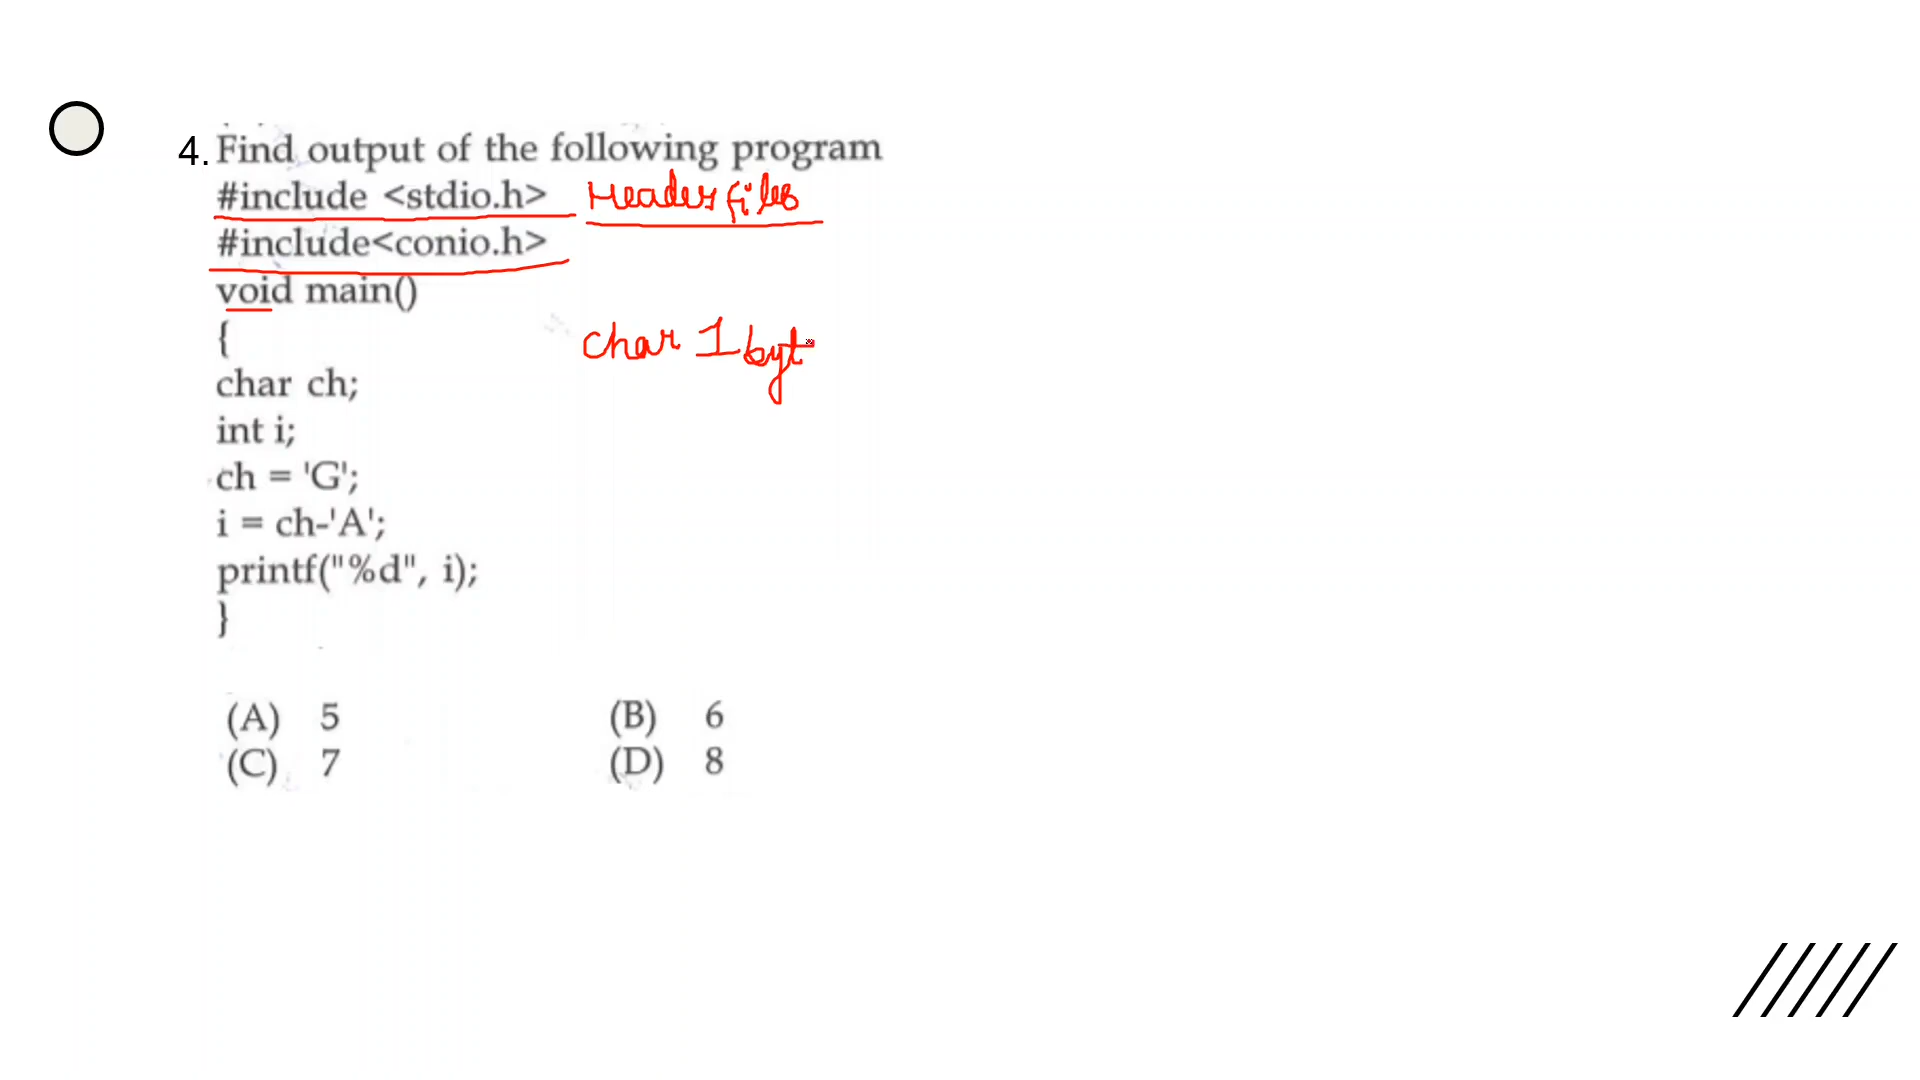 4. Find output of the following program
#include <stdio.h> Header files
#include<conio.h>
void main()
{
char 1 byt
char ch;
int i;
ch = 'G';
i = ch-'A';
printf("%d", i);
}
(A) 5 (B) 6
(C) 7 (D) 8